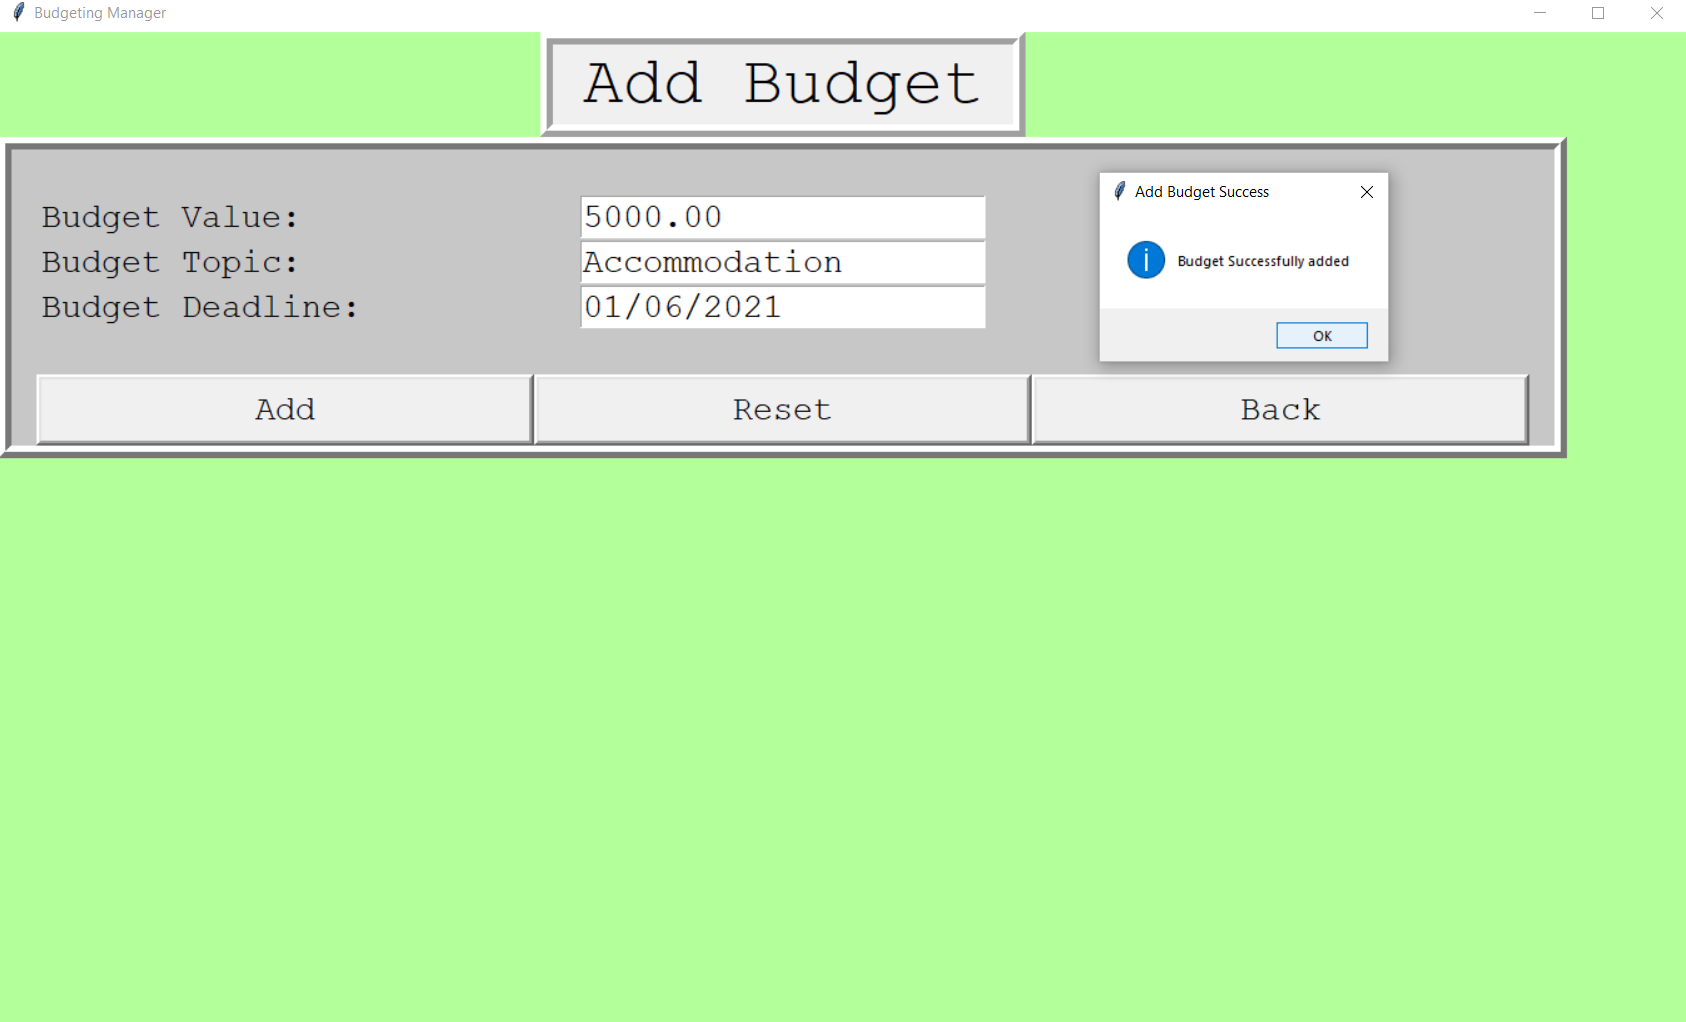 Budgeting Manager
Add Budget
Budget Value: 5000.00
Budget Topic: Accommodation
Budget Deadline: 01/06/2021
Add Budget Success
Budget Successfully added
OK
Add Reset Back